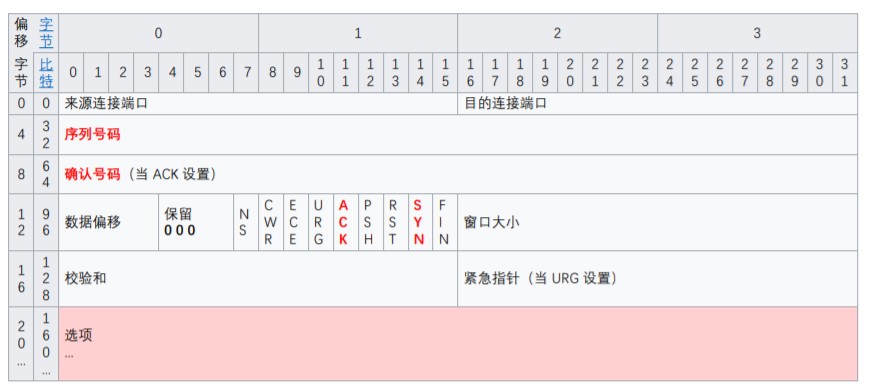 偏移 字节 0 1 2 3
字节 比特 0 1 2 3 4 5 6 7 8 9 10 11 12 13 14 15 16 17 18 19 20 21 22 23 24 25 26 27 28 29 30 31
0 0 来源连接端口 目的连接端口
4 32 序列号码
8 64 确认号码（当 ACK 设置）
12 96 数据偏移 保留 000 NS CWR ECE URG ACK PSH RST SYN FIN 窗口大小
16 128 校验和 紧急指针（当 URG 设置）
20... 160... 选项
...